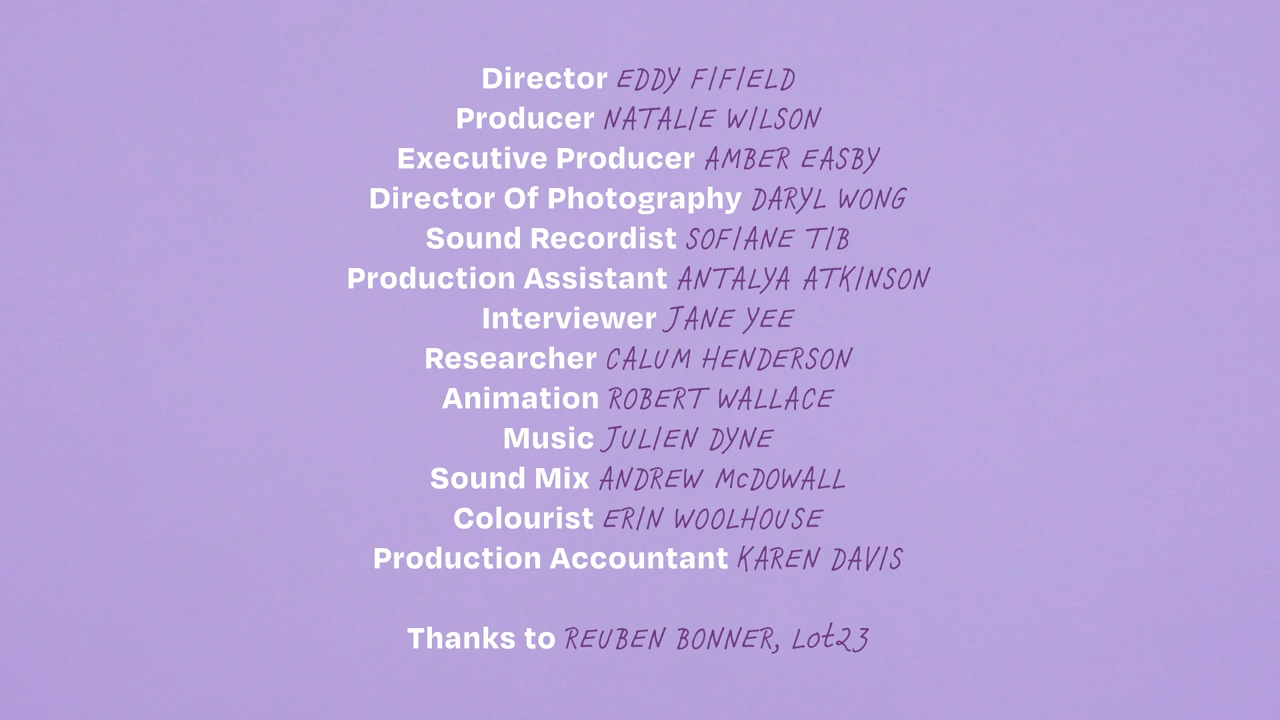 Director EDDY FIFIELD
Producer NATALIE WILSON
Executive Producer AMBER EASBY
Director Of Photography DARYL WONG
Sound Recordist SOFIANE TIB
Production Assistant ANTALYA ATKINSON
Interviewer JANE YEE
Researcher CALUM HENDERSON
Animation ROBERT WALLACE
Music JULIEN DYNE
Sound Mix ANDREW McDOWALL
Colourist ERIN WOOLHOUSE
Production Accountant KAREN DAVIS
Thanks to REUBEN BONNER, Lot23